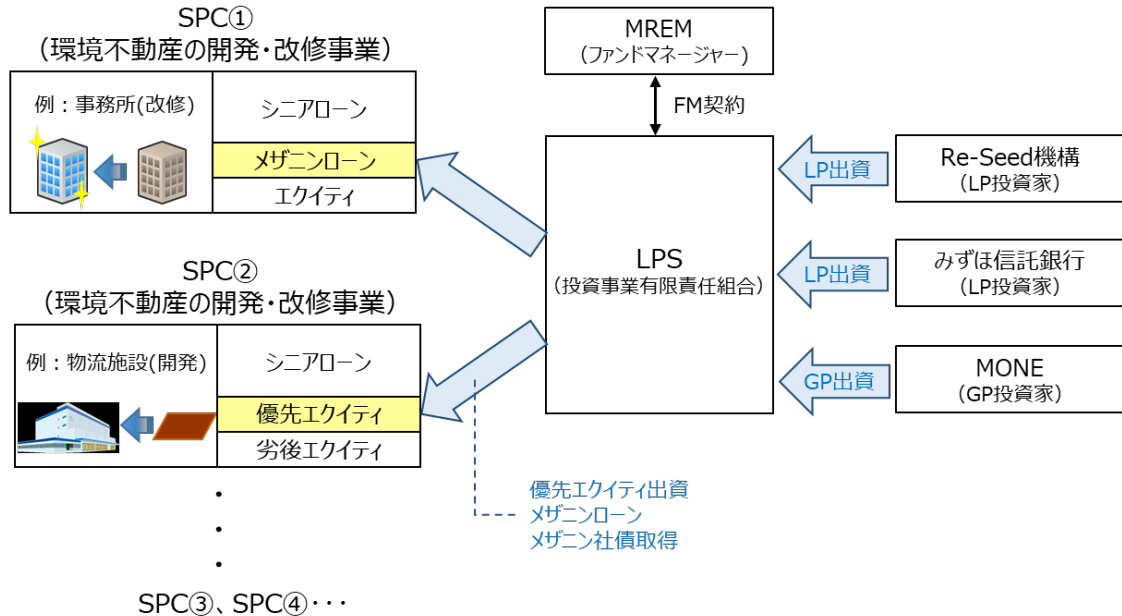 SPC①
（環境不動産の開発・改修事業）
例：事務所(改修)
シニアローン
メザニンローン
エクイティ
SPC②
（環境不動産の開発・改修事業）
例：物流施設(開発)
シニアローン
優先エクイティ
劣後エクイティ
・
・
・
SPC③、SPC④・・・
MREM
（ファンドマネージャー）
FM契約
LPS
（投資事業有限責任組合）
優先エクイティ出資
メザニンローン
メザニン社債取得
LP出資
Re-Seed機構
（LP投資家）
LP出資
みずほ信託銀行
（LP投資家）
GP出資
MONE
（GP投資家）